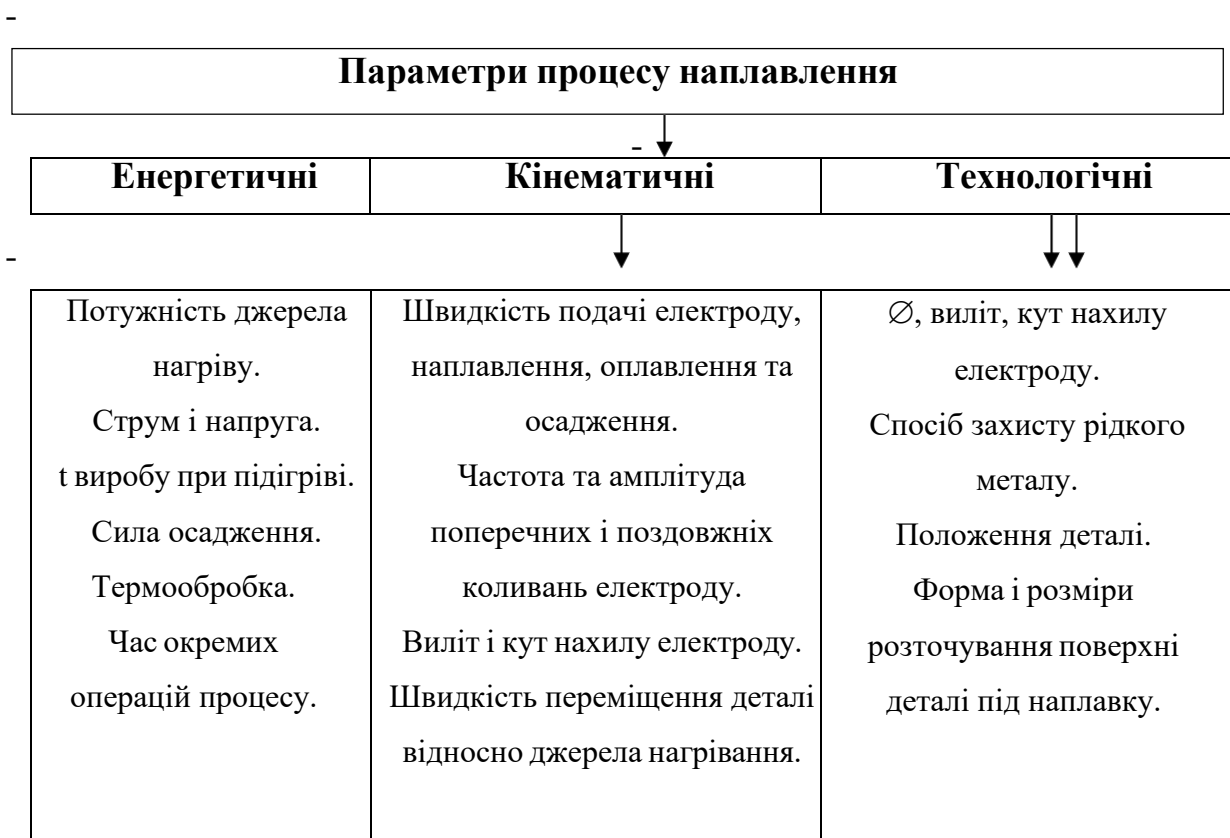 -
Параметри процесу наплавлення
-
Енергетичні
Кінематичні
Технологічні
-
Потужність джерела
нагріву.
Струм і напруга.
t виробу при підігріві.
Сила осадження.
Термообробка.
Час окремих
операцій процесу.
Швидкість подачі електроду,
наплавлення, оплавлення та
осадження.
Частота та амплітуда
поперечних і поздовжніх
коливань електроду.
Виліт і кут нахилу електроду.
Швидкість переміщення деталі
відносно джерела нагрівання.
∅, виліт, кут нахилу
електроду.
Спосіб захисту рідкого
металу.
Положення деталі.
Форма і розміри
розточування поверхні
деталі під наплавку.